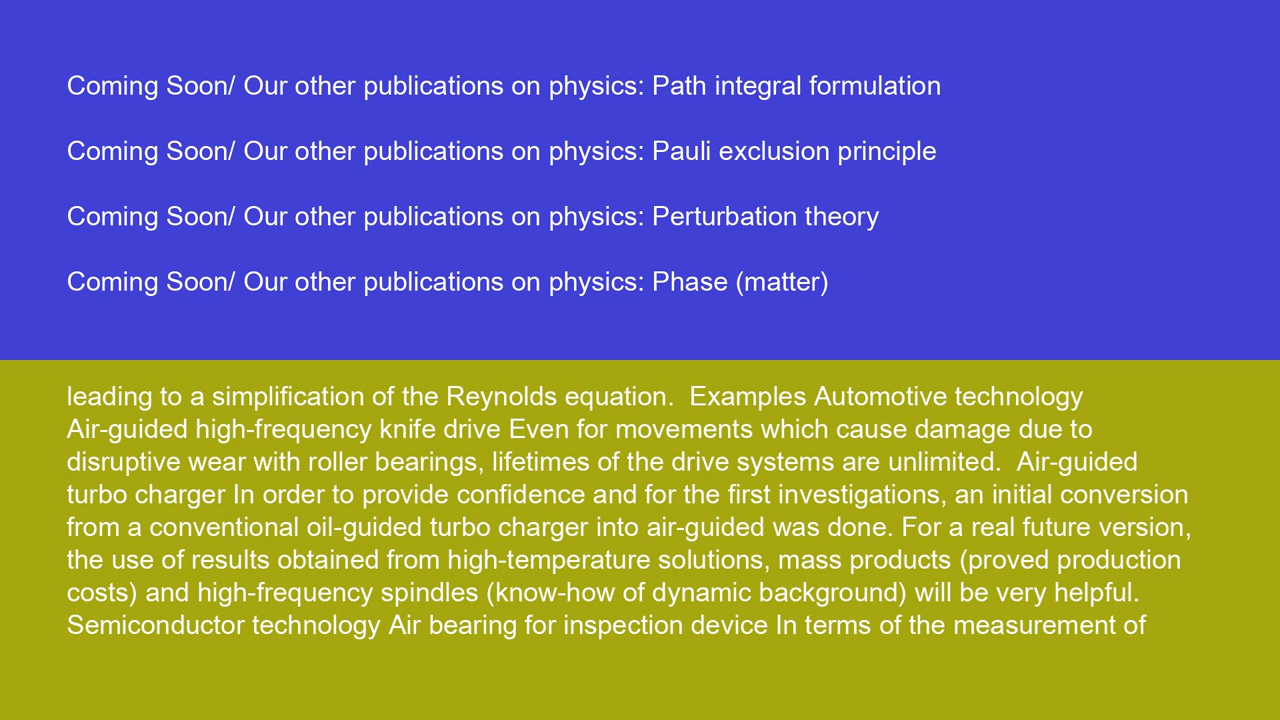 Coming Soon/ Our other publications on physics: Path integral formulation
Coming Soon/ Our other publications on physics: Pauli exclusion principle
Coming Soon/ Our other publications on physics: Perturbation theory
Coming Soon/ Our other publications on physics: Phase (matter)
leading to a simplification of the Reynolds equation.  Examples Automotive technology
Air-guided high-frequency knife drive Even for movements which cause damage due to
disruptive wear with roller bearings, lifetimes of the drive systems are unlimited.  Air-guided
turbo charger In order to provide confidence and for the first investigations, an initial conversion
from a conventional oil-guided turbo charger into air-guided was done. For a real future version,
the use of results obtained from high-temperature solutions, mass products (proved production
costs) and high-frequency spindles (know-how of dynamic background) will be very helpful.
Semiconductor technology Air bearing for inspection device In terms of the measurement of